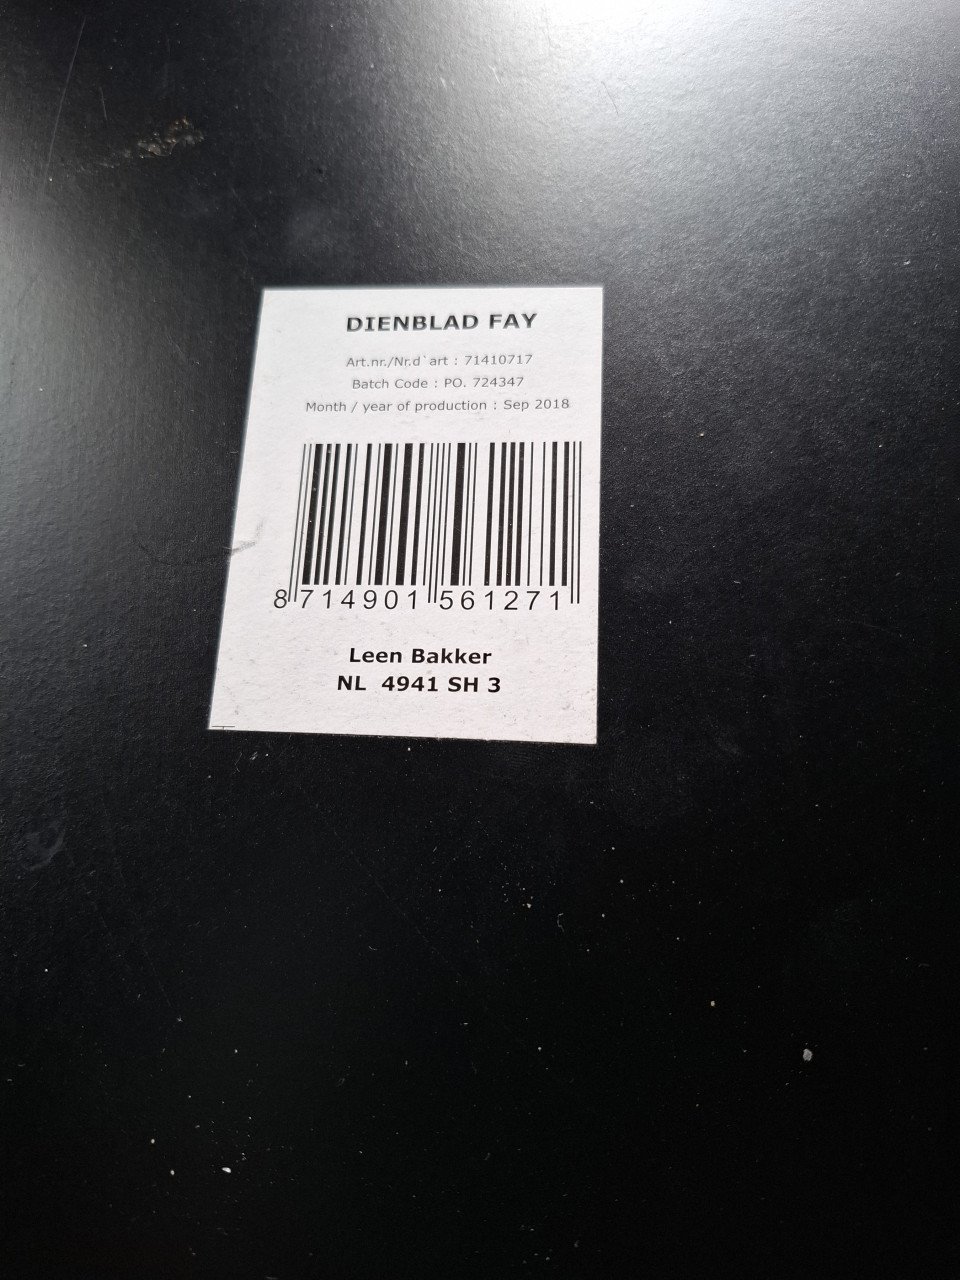 DIENBLAD FAY
Art.nr./Nr.d`art : 71410717
Batch Code : PO. 724347
Month / year of production : Sep 2018
8 714901 561271
Leen Bakker
NL 4941 SH 3